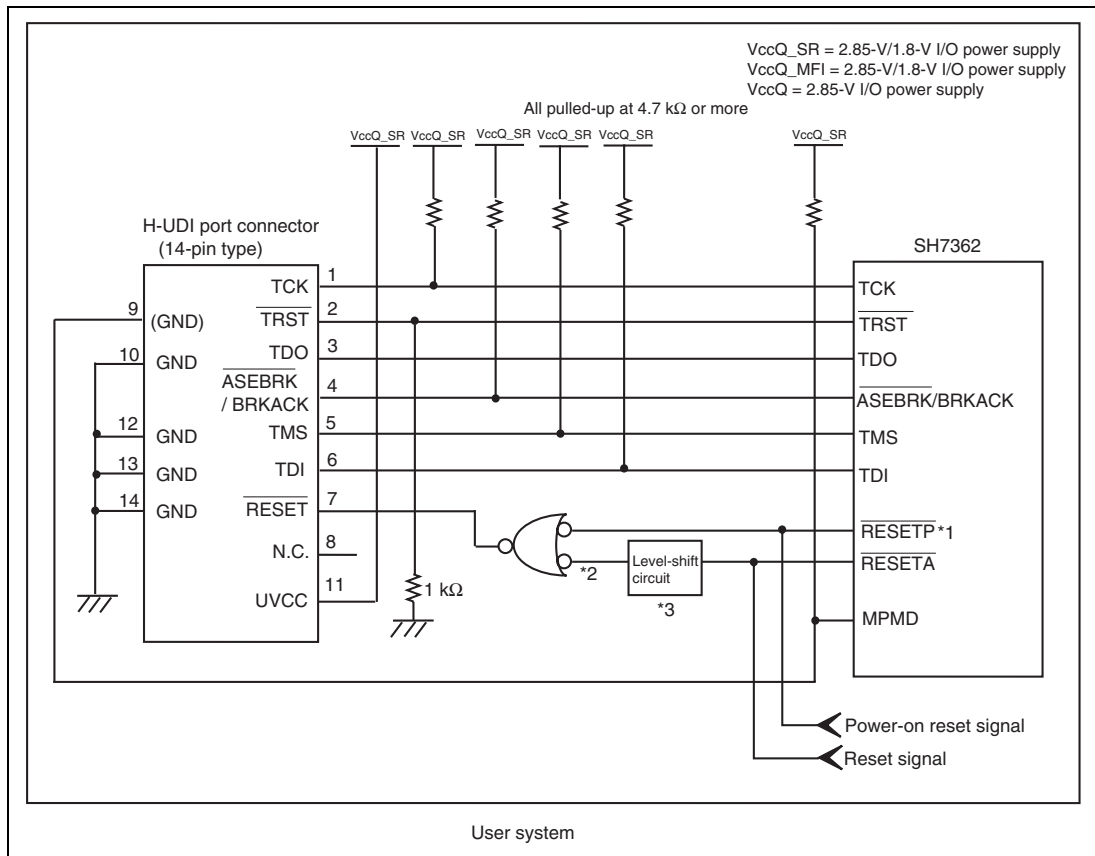 VccQ_SR = 2.85-V/1.8-V I/O power supply
VccQ_MFI = 2.85-V/1.8-V I/O power supply
VccQ = 2.85-V I/O power supply
All pulled-up at 4.7 kΩ or more
VccQ_SR VccQ_SR VccQ_SR VccQ_SR VccQ_SR VccQ_SR
H-UDI port connector
(14-pin type)
SH7362
TCK 1 TCK
9 (GND) TRST 2 TRST
10 GND TDO 3 TDO
ASEBRK
/ BRKACK 4 ASEBRK/BRKACK
12 GND TMS 5 TMS
13 GND TDI 6 TDI
14 GND RESET 7 RESETP*1
N.C. 8 *2 Level-shift
circuit RESETA
*3
UVCC 11 1 kΩ MPMD
Power-on reset signal
Reset signal
User system